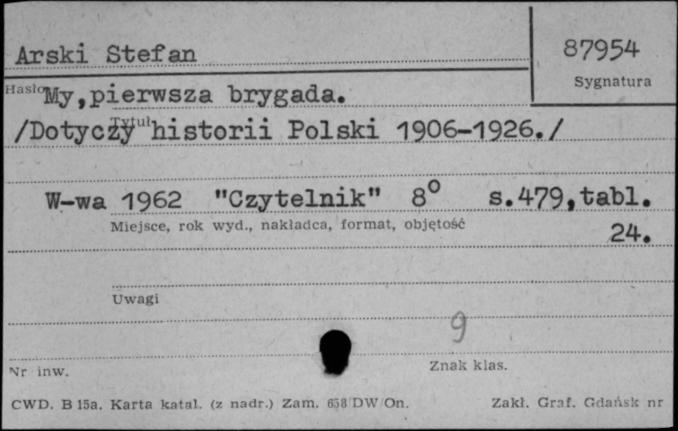 Arski Stefan
87954
Sygnatura
Hasło
My,pierwsza brygada.
Tytuł
/Dotyczy historii Polski 1906-1926./
W-wa 1962 "Czytelnik" 8° s.479,tabl.
Miejsce, rok wyd., nakładca, format, objętość
24.
Uwagi
9
Nr inw.
Znak klas.
CWD. B 15a. Karta katal. (z nadr.) Zam. 658/DW/On.
Zakł. Graf. Gdańsk nr